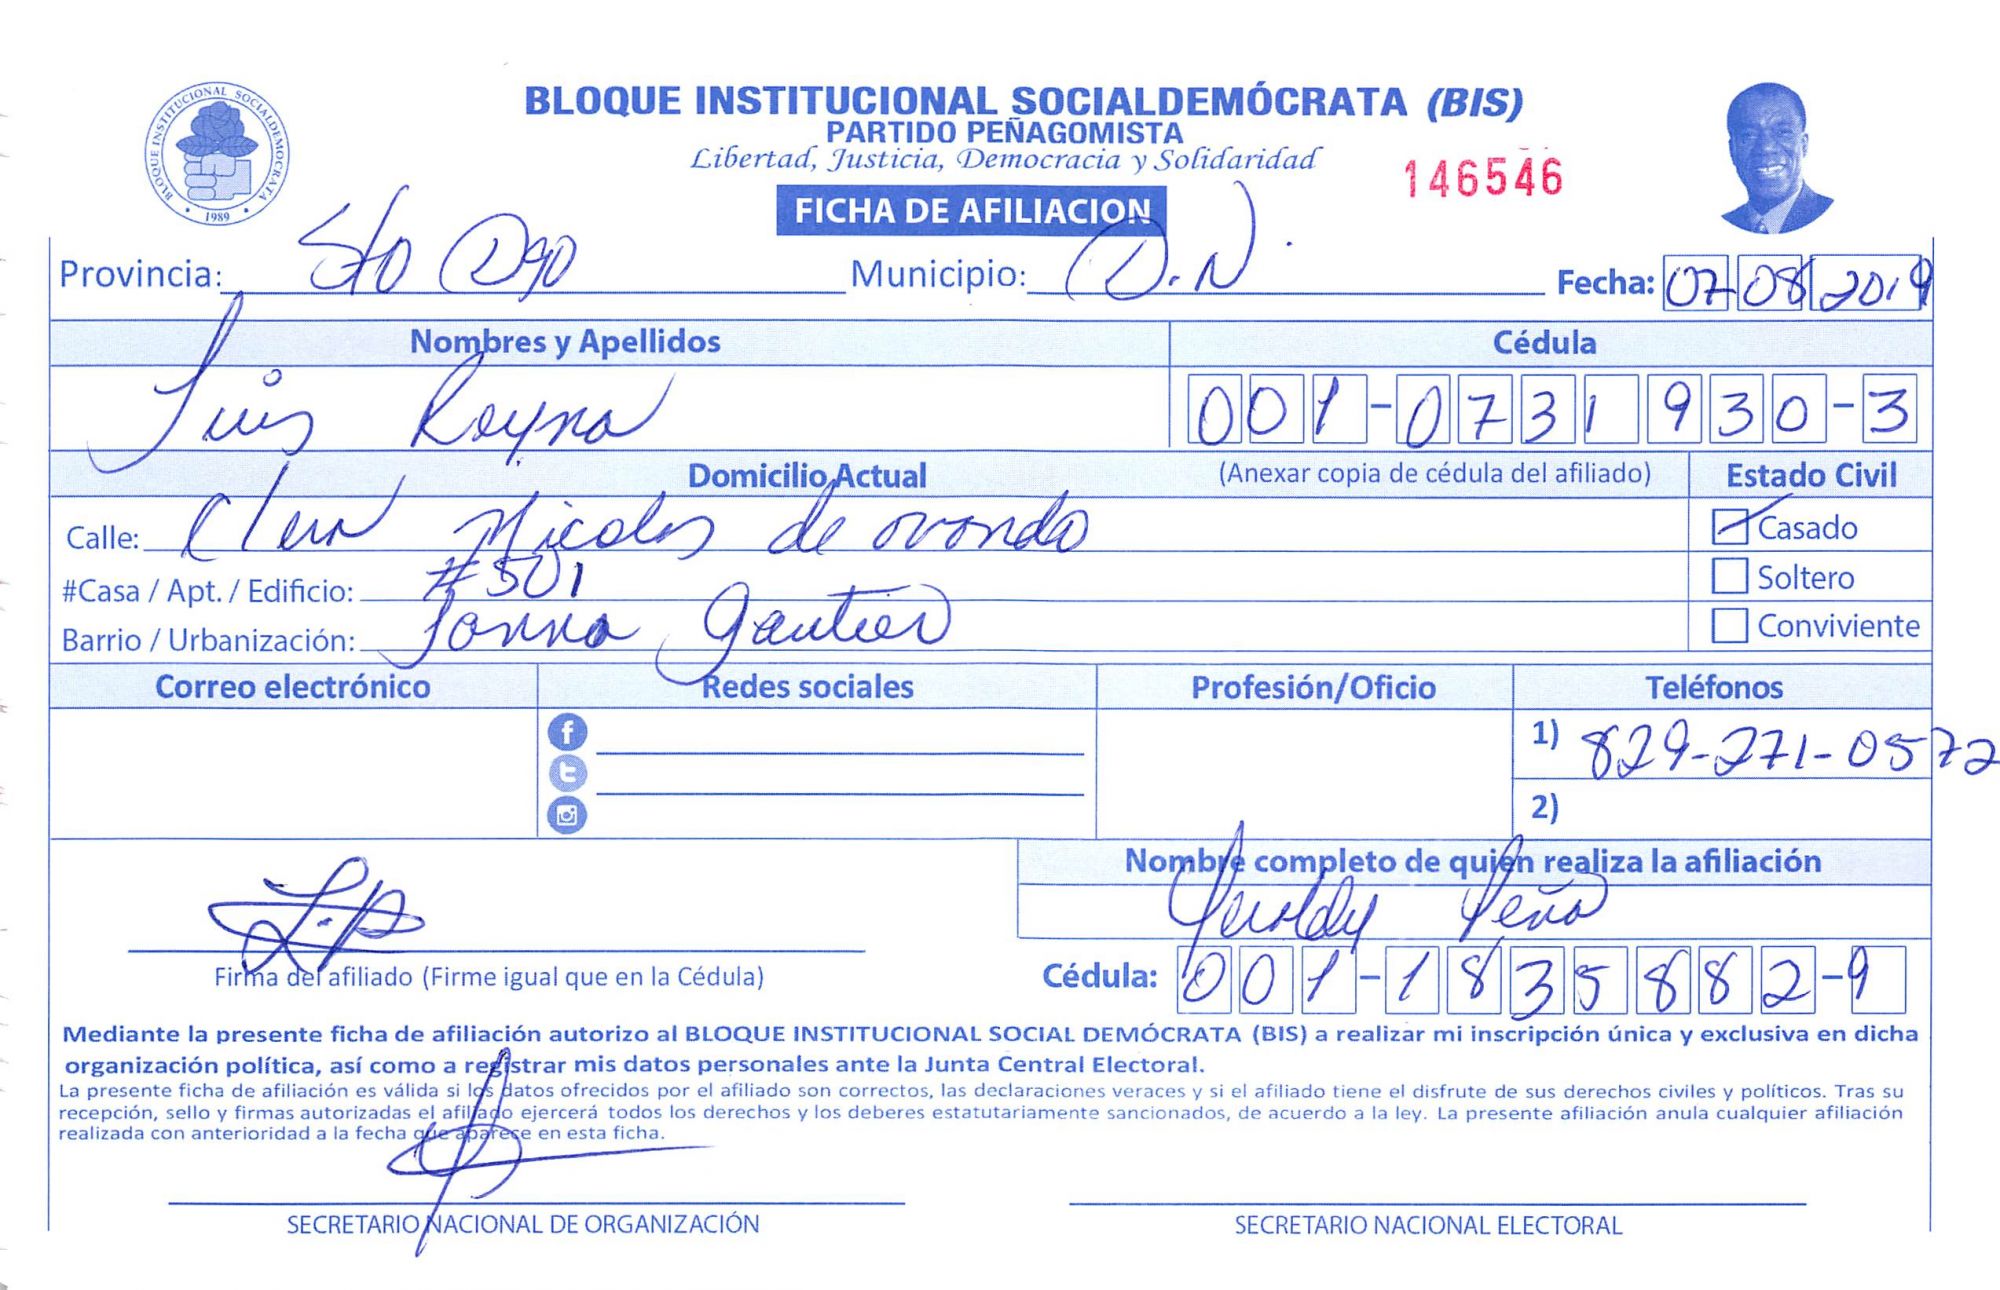 BLOQUE INSTITUCIONAL SOCIALDEMÓCRATA (BIS)
PARTIDO PEÑAGOMISTA
Libertad, Justicia, Democracia y Solidaridad
146546
BLOQUE INSTITUCIONAL SOCIALDEMOCRATA
1989
FICHA DE AFILIACION
Provincia: Sto Dgo Municipio: D.N. Fecha: 07 08 2019
Nombres y Apellidos Cédula
Luis Reyna 001-0731930-3
Domicilio Actual (Anexar copia de cédula del afiliado) Estado Civil
Calle: Nicolas de ovando Casado
#Casa / Apt. / Edificio: #501 Soltero
Barrio / Urbanización: Gautier Conviviente
Correo electrónico Redes sociales Profesión/Oficio Teléfonos
1) 829-271-0572
2)
Nombre completo de quien realiza la afiliación
Peña
L.P
Firma del afiliado (Firme igual que en la Cédula) Cédula: 001-1835882-9
Mediante la presente ficha de afiliación autorizo al BLOQUE INSTITUCIONAL SOCIAL DEMÓCRATA (BIS) a realizar mi inscripción única y exclusiva en dicha
organización política, así como a registrar mis datos personales ante la Junta Central Electoral.
La presente ficha de afiliación es válida si los datos ofrecidos por el afiliado son correctos, las declaraciones veraces y si el afiliado tiene el disfrute de sus derechos civiles y políticos. Tras su
recepción, sello y firmas autorizadas el afiliado ejercerá todos los derechos y los deberes estatutariamente sancionados, de acuerdo a la ley. La presente afiliación anula cualquier afiliación
realizada con anterioridad a la fecha que aparece en esta ficha.
SECRETARIO NACIONAL DE ORGANIZACIÓN SECRETARIO NACIONAL ELECTORAL